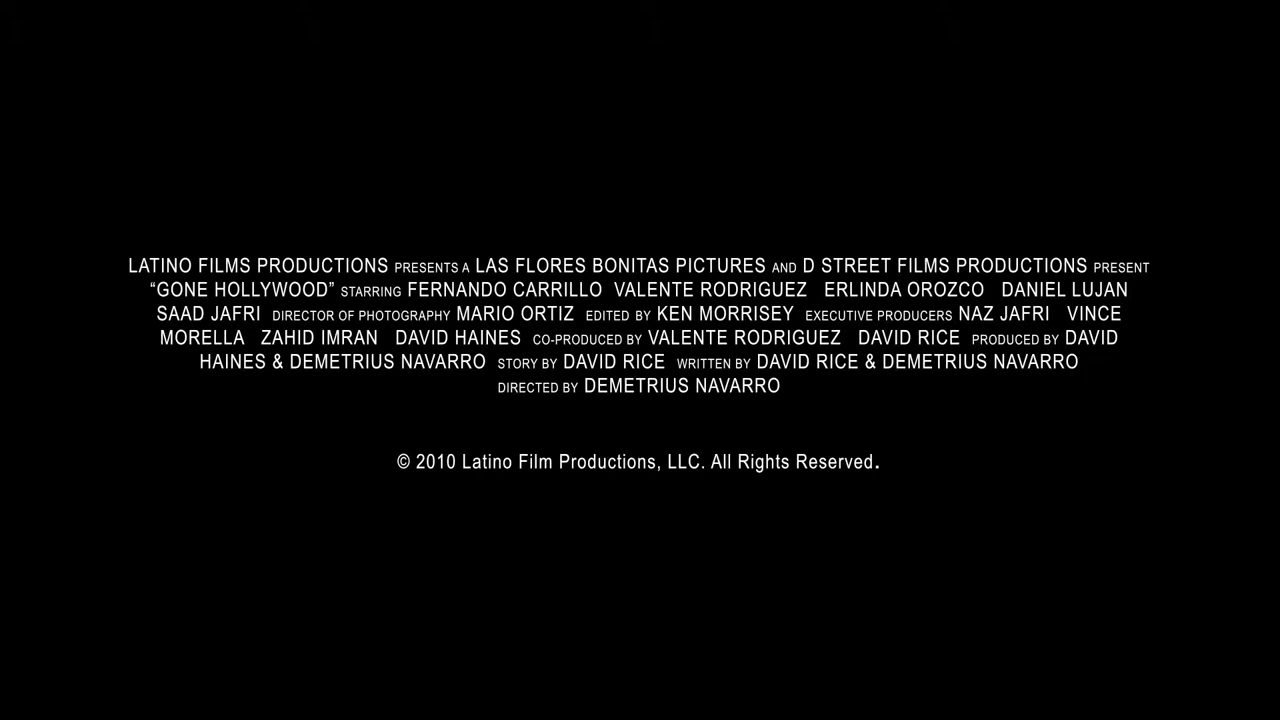 LATINO FILMS PRODUCTIONS PRESENTS A LAS FLORES BONITAS PICTURES AND D STREET FILMS PRODUCTIONS PRESENT
“GONE HOLLYWOOD” STARRING FERNANDO CARRILLO VALENTE RODRIGUEZ ERLINDA OROZCO DANIEL LUJAN
SAAD JAFRI DIRECTOR OF PHOTOGRAPHY MARIO ORTIZ EDITED BY KEN MORRISEY EXECUTIVE PRODUCERS NAZ JAFRI VINCE
MORELLA ZAHID IMRAN DAVID HAINES CO-PRODUCED BY VALENTE RODRIGUEZ DAVID RICE PRODUCED BY DAVID
HAINES & DEMETRIUS NAVARRO STORY BY DAVID RICE WRITTEN BY DAVID RICE & DEMETRIUS NAVARRO
DIRECTED BY DEMETRIUS NAVARRO
© 2010 Latino Film Productions, LLC. All Rights Reserved.